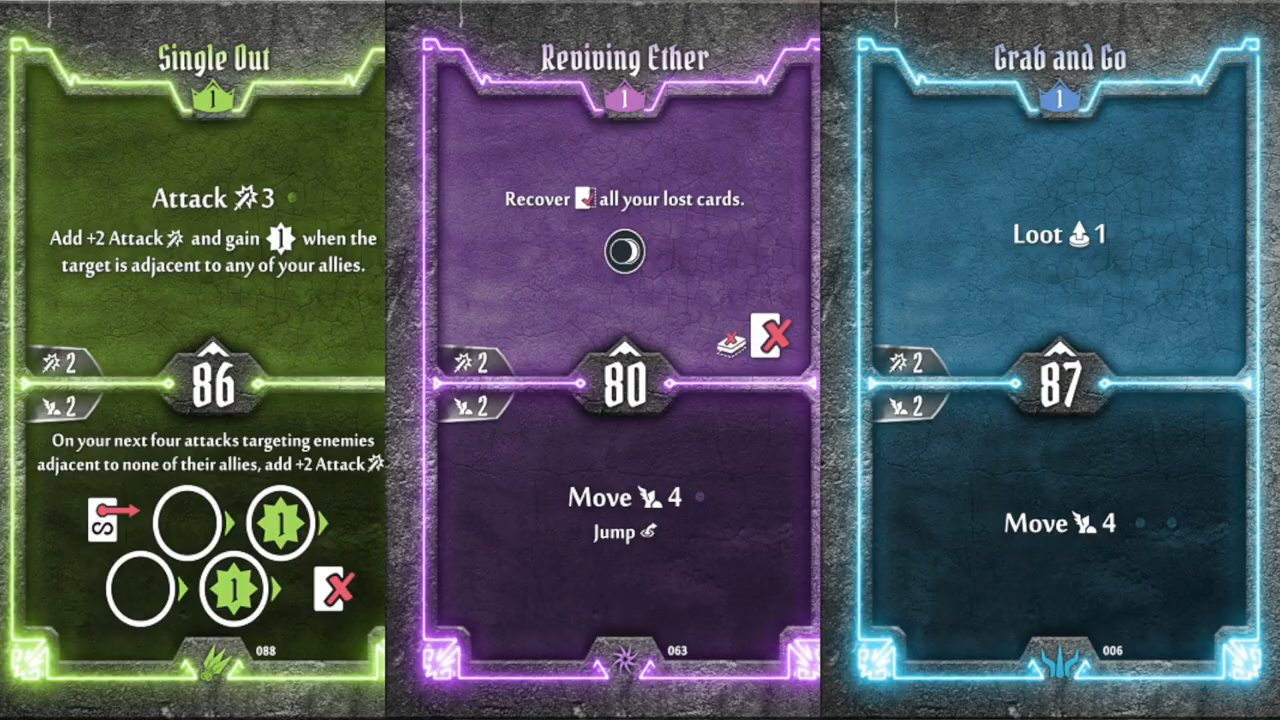 Single Out
1
Attack 3
Add +2 Attack and gain 1 when the
target is adjacent to any of your allies.
2
86
2
On your next four attacks targeting enemies
adjacent to none of their allies, add +2 Attack
S
1
1
088
Reviving Ether
1
Recover all your lost cards.
2
80
2
Move 4
Jump
063
Grab and Go
1
Loot 1
2
87
2
Move 4
006